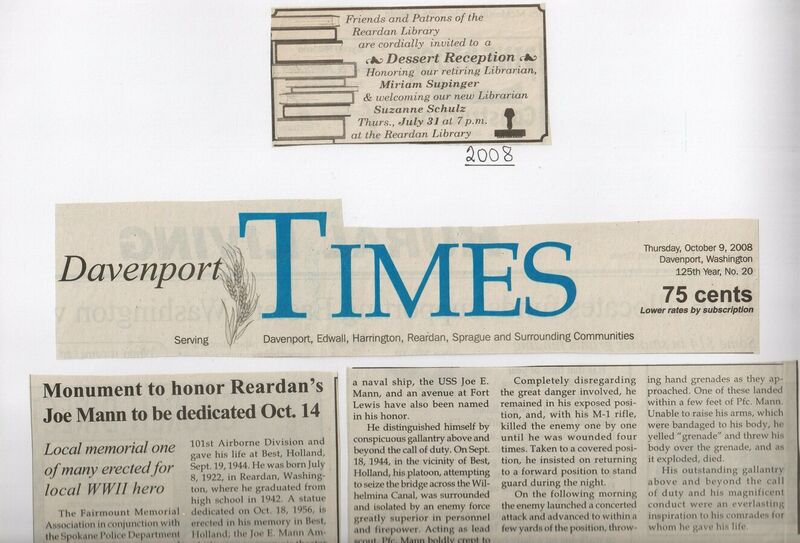 Friends and Patrons of the
Reardan Library
are cordially invited to a
Dessert Reception
Honoring our retiring Librarian,
Miriam Supinger
& welcoming our new Librarian
Suzanne Schulz
Thurs., July 31 at 7 p.m.
at the Reardan Library
2008
Davenport TIMES
Thursday, October 9, 2008
Davenport, Washington
125th Year, No. 20
75 cents
Lower rates by subscription
Serving Davenport, Edwall, Harrington, Reardan, Sprague and Surrounding Communities
Monument to honor Reardan's
Joe Mann to be dedicated Oct. 14
Local memorial one
of many erected for
local WWII hero
The Fairmount Memorial
Association in conjunction with
the Spokane Police Department
101st Airborne Division and
gave his life at Best, Holland,
Sept. 19, 1944. He was born July
8, 1922, in Reardan, Washing-
ton, where he graduated from
high school in 1942. A statue
dedicated on Oct. 18, 1956, is
erected in his memory in Best,
Holland; the Joe E. Mann Am-
a naval ship, the USS Joe E.
Mann, and an avenue at Fort
Lewis have also been named
in his honor.
He distinguished himself by
conspicuous gallantry above and
beyond the call of duty. On Sept.
18, 1944, in the vicinity of Best,
Holland, his platoon, attempting
to seize the bridge across the Wil-
helmina Canal, was surrounded
and isolated by an enemy force
greatly superior in personnel
and firepower. Acting as lead
scout, Pfc. Mann boldly crept to
Completely disregarding
the great danger involved, he
remained in his exposed posi-
tion, and, with his M-1 rifle,
killed the enemy one by one
until he was wounded four
times. Taken to a covered posi-
tion, he insisted on returning
to a forward position to stand
guard during the night.
On the following morning
the enemy launched a concerted
attack and advanced to within a
few yards of the position, throw-
ing hand grenades as they ap-
proached. One of these landed
within a few feet of Pfc. Mann.
Unable to raise his arms, which
were bandaged to his body, he
yelled "grenade" and threw his
body over the grenade, and as
it exploded, died.
His outstanding gallantry
above and beyond the call
of duty and his magnificent
conduct were an everlasting
inspiration to his comrades for
whom he gave his life.